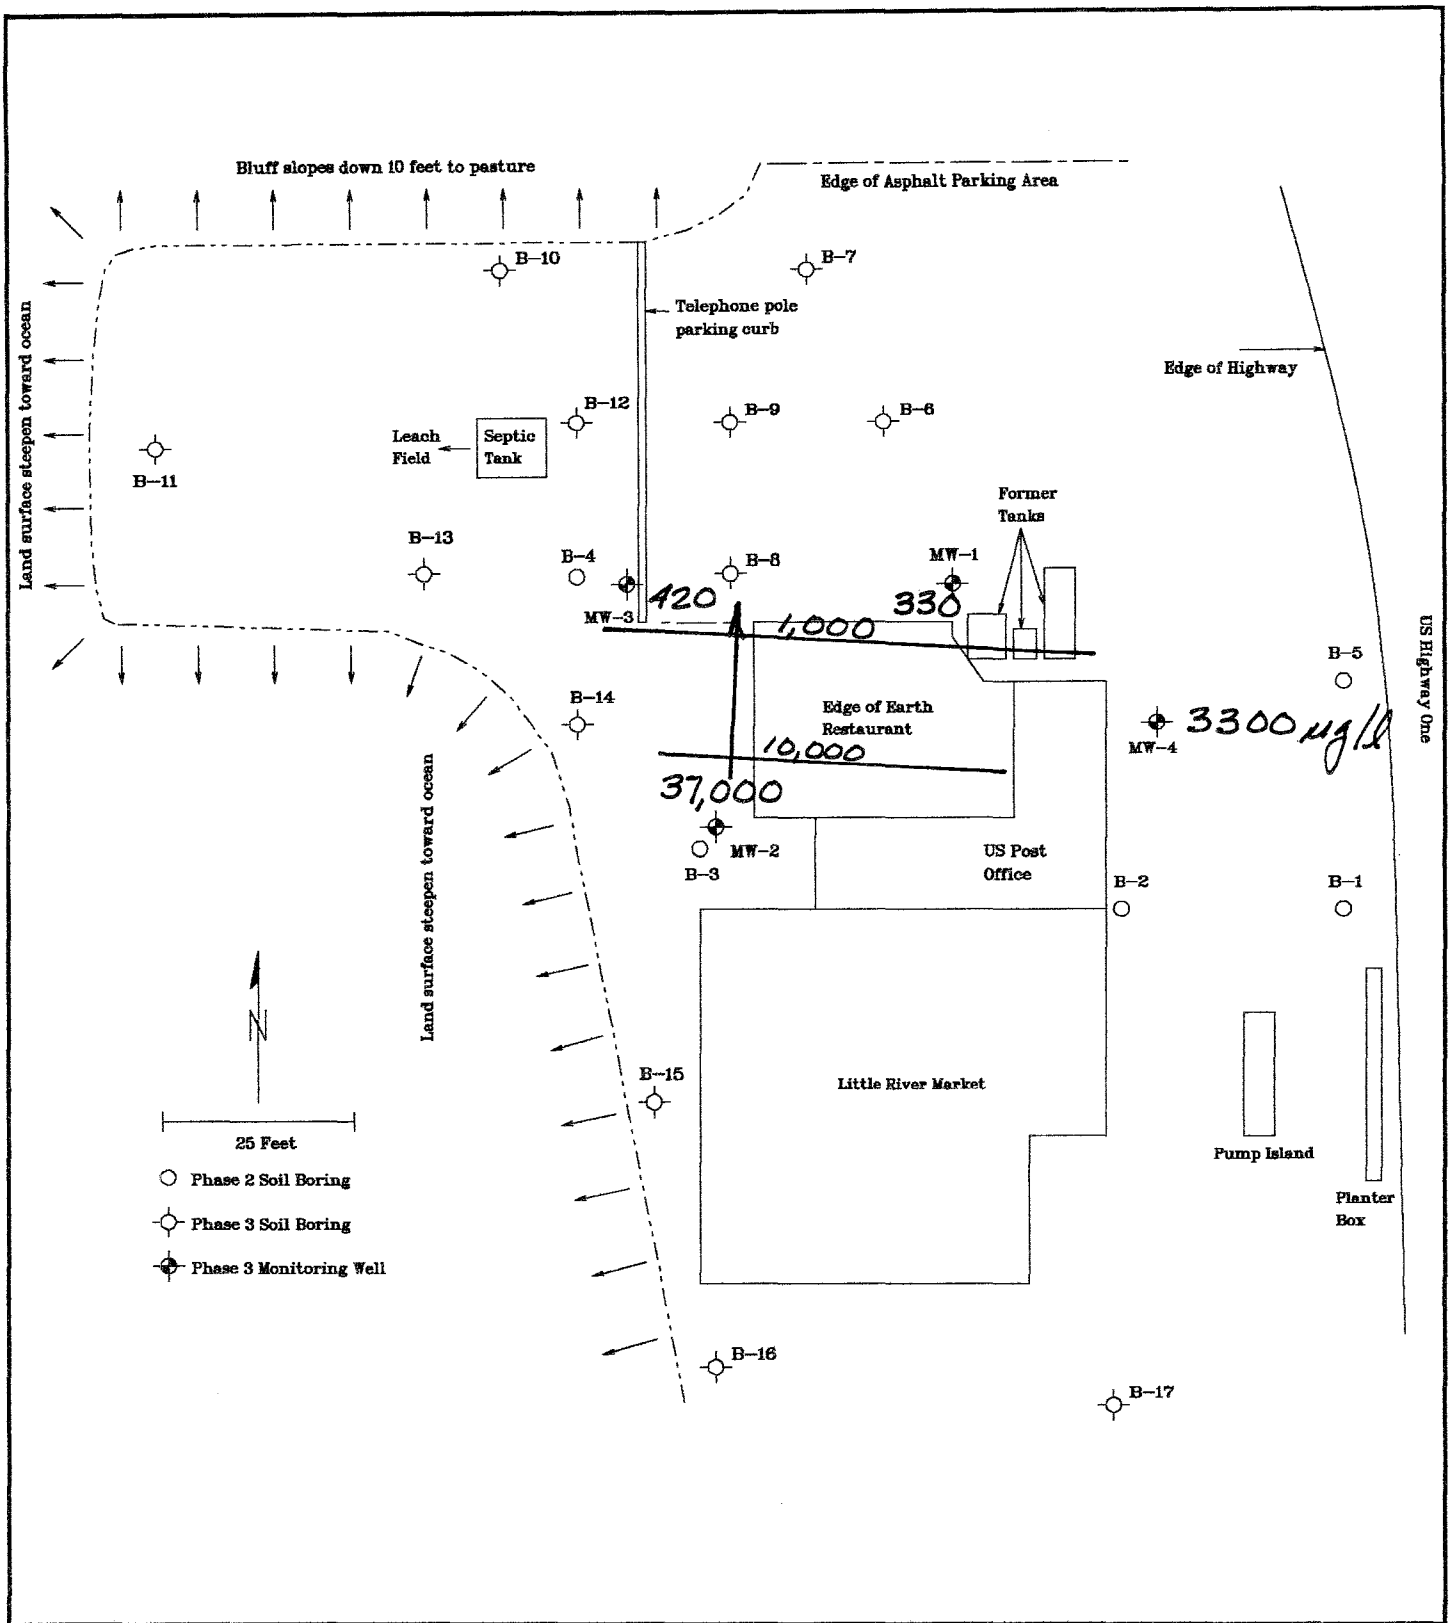 Bluff slopes down 10 feet to pasture
Edge of Asphalt Parking Area
B-10
B-7
Telephone pole
parking curb
Land surface steepen toward ocean
Edge of Highway
B-12
B-9
B-6
Leach
Field
Septic
Tank
B-11
Former
Tanks
B-13
B-4
B-8
MW-1
MW-3
420
330
1,000
US Highway One
B-5
B-14
Edge of Earth
Restaurant
MW-4
3300 µg/l
10,000
37,000
Land surface steepen toward ocean
MW-2
B-3
US Post
Office
B-2
B-1
N
B-15
Little River Market
25 Feet
Pump Island
Phase 2 Soil Boring
Planter
Box
Phase 3 Soil Boring
Phase 3 Monitoring Well
B-16
B-17